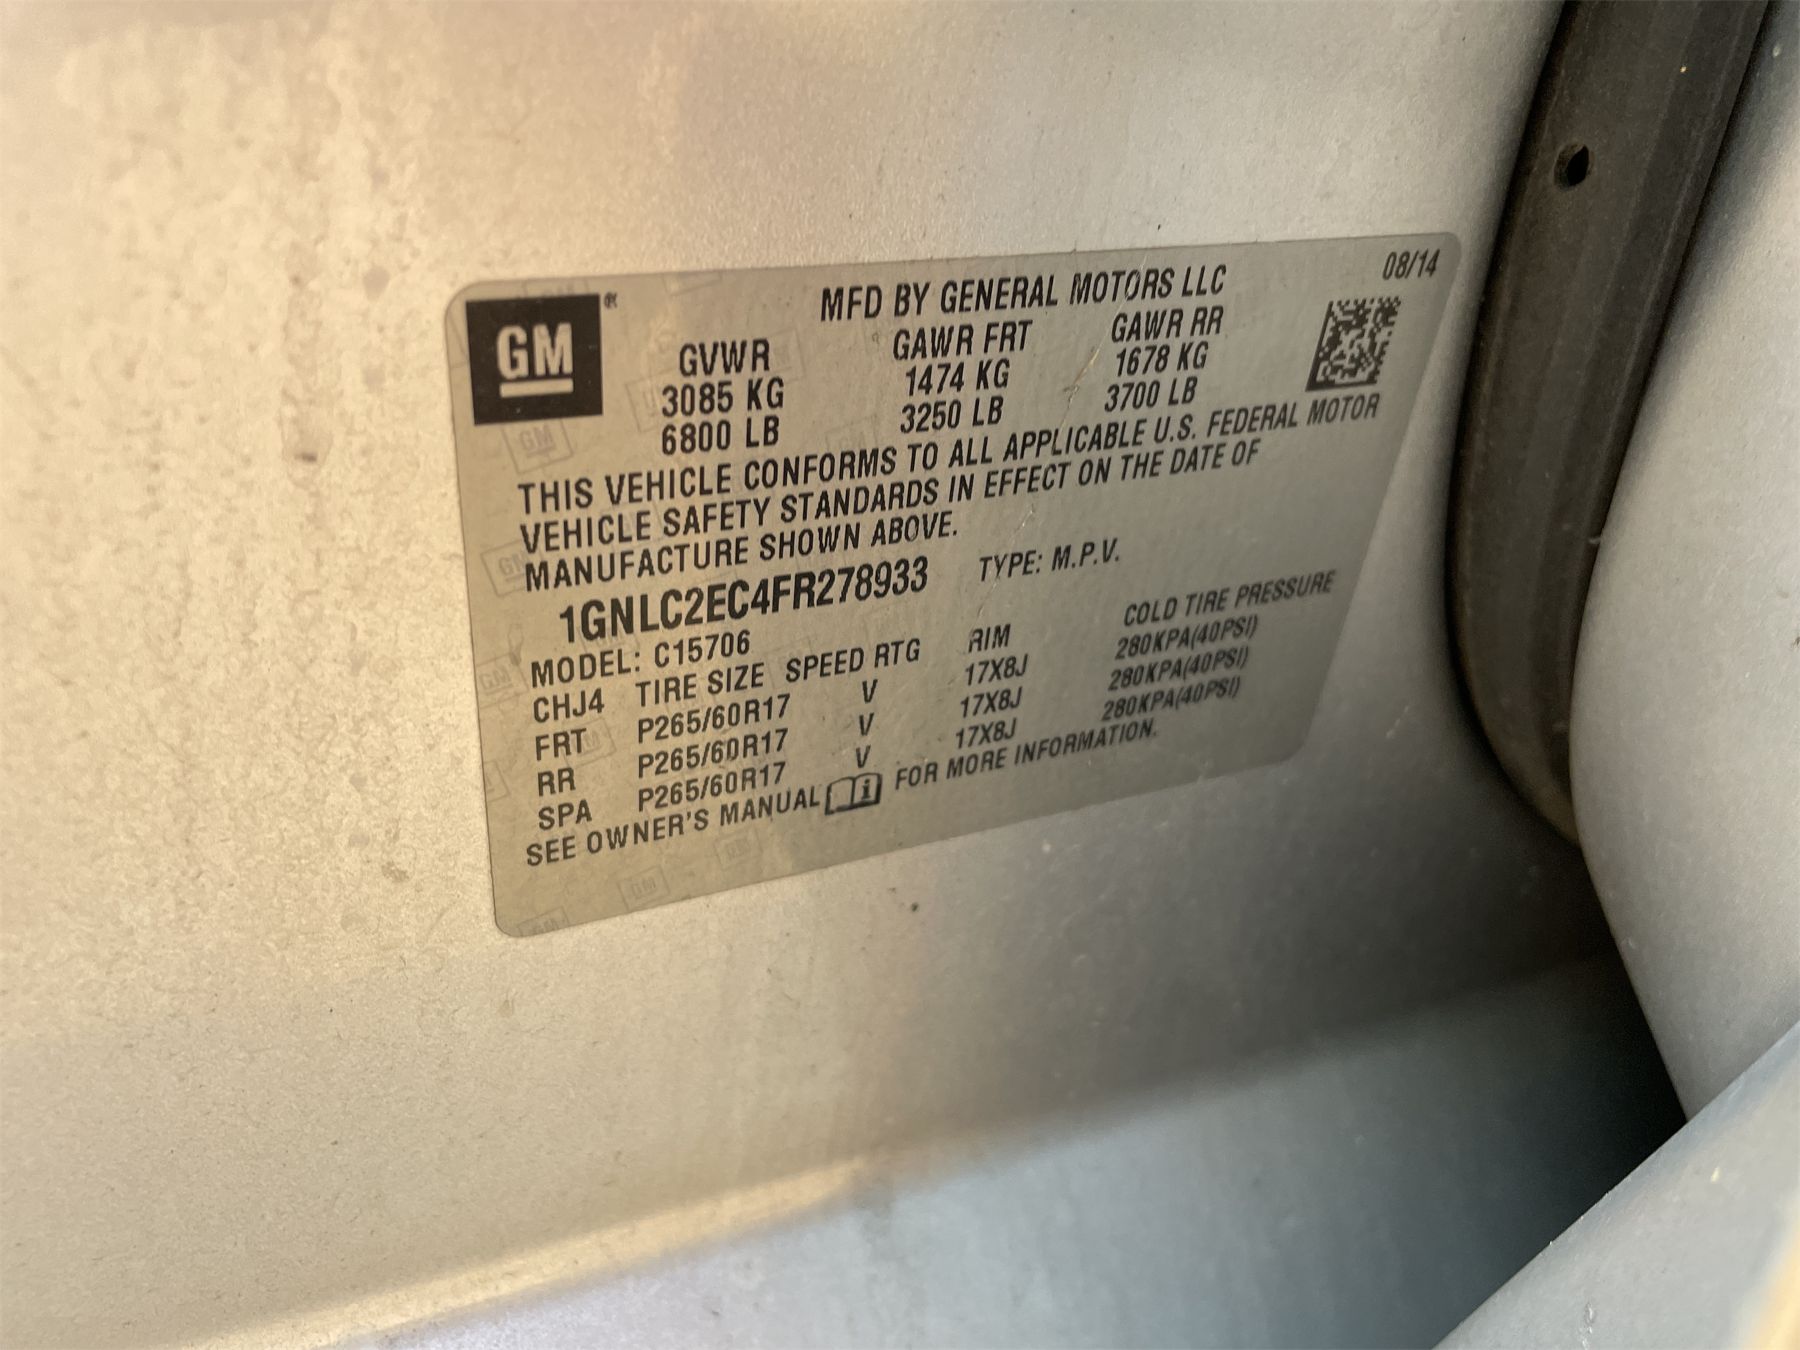 08/14
GM®
MFD BY GENERAL MOTORS LLC
GVWR GAWR FRT GAWR RR
3085 KG 1474 KG 1678 KG
6800 LB 3250 LB 3700 LB
THIS VEHICLE CONFORMS TO ALL APPLICABLE U.S. FEDERAL MOTOR
VEHICLE SAFETY STANDARDS IN EFFECT ON THE DATE OF
MANUFACTURE SHOWN ABOVE.
1GNLC2EC4FR278933 TYPE: M.P.V.
MODEL: C15706
CHJ4 TIRE SIZE SPEED RTG RIM COLD TIRE PRESSURE
FRT P265/60R17 V 17X8J 280KPA(40PSI)
RR P265/60R17 V 17X8J 280KPA(40PSI)
SPA P265/60R17 V 17X8J 280KPA(40PSI)
SEE OWNER'S MANUAL i FOR MORE INFORMATION.